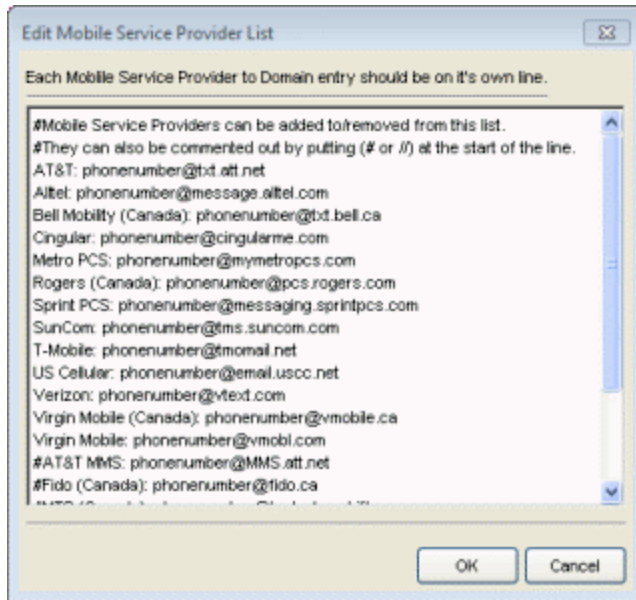 Edit Mobile Service Provider List
Each Moblile Service Provider to Domain entry should be on it's own line.
#Mobile Service Providers can be added to/removed from this list.
#They can also be commented out by putting (# or //) at the start of the line.
AT&T: phonenumber@txt.att.net
Alltel: phonenumber@message.alltel.com
Bell Mobility (Canada): phonenumber@txt.bell.ca
Cingular: phonenumber@cingularme.com
Metro PCS: phonenumber@mymetropcs.com
Rogers (Canada): phonenumber@pcs.rogers.com
Sprint PCS: phonenumber@messaging.sprintpcs.com
SunCom: phonenumber@tms.suncom.com
T-Mobile: phonenumber@tmomail.net
US Cellular: phonenumber@email.uscc.net
Verizon: phonenumber@vtext.com
Virgin Mobile (Canada): phonenumber@vmobile.ca
Virgin Mobile: phonenumber@vmobl.com
#AT&T MMS: phonenumber@MMS.att.net
#Fido (Canada): phonenumber@fido.ca
OK Cancel